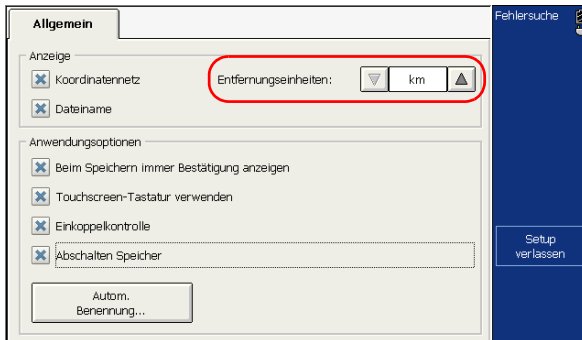 Allgemein
Fehlersuche
Anzeige
Koordinatennetz
Entfernungseinheiten:
km
Dateiname
Anwendungsoptionen
Beim Speichern immer Bestätigung anzeigen
Touchscreen-Tastatur verwenden
Einkoppelkontrolle
Abschalten Speicher
Setup
verlassen
Autom.
Benennung...